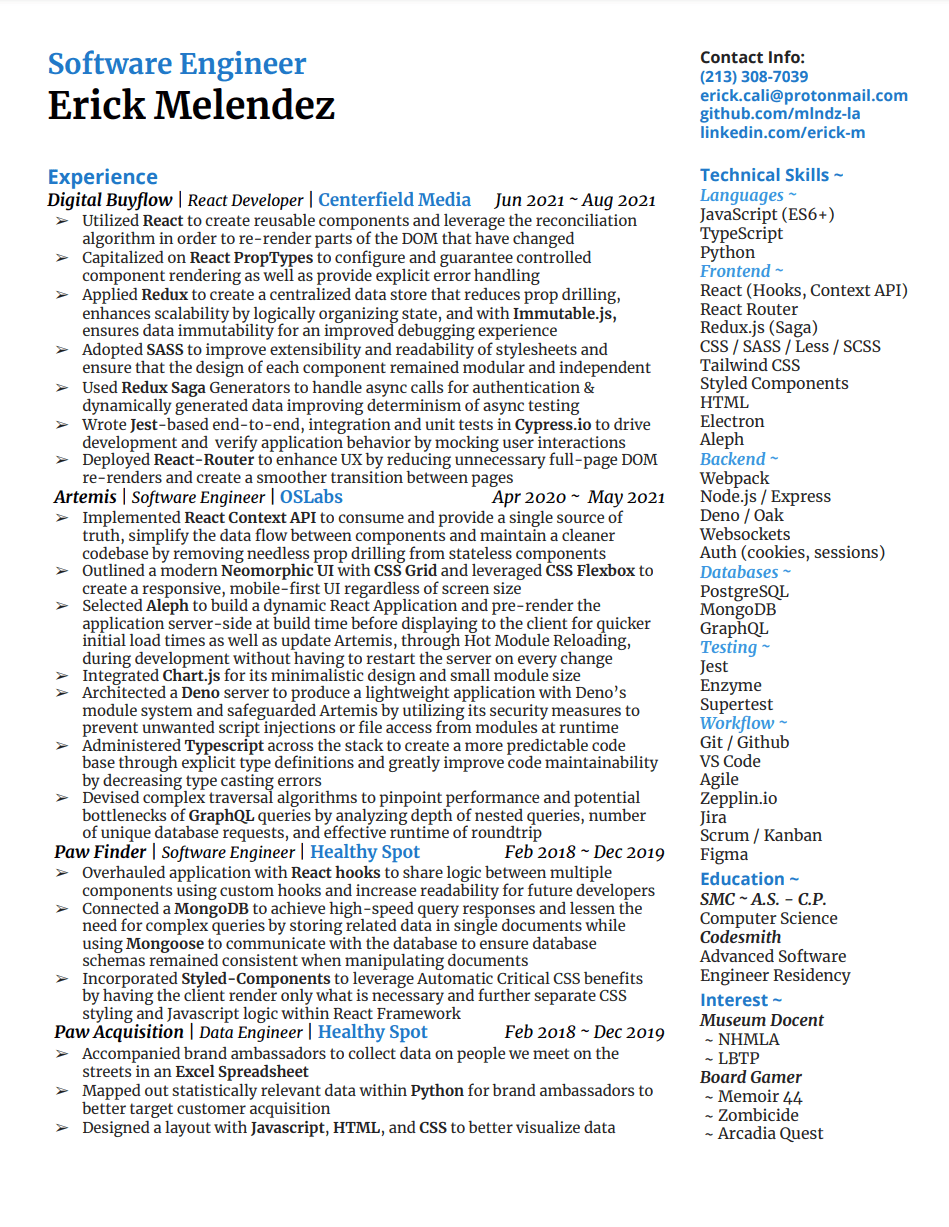 Software Engineer
Erick Melendez
Experience
Digital Buyflow | React Developer | Centerfield Media Jun 2021 ~ Aug 2021
➢ Utilized React to create reusable components and leverage the reconciliation
algorithm in order to re-render parts of the DOM that have changed
➢ Capitalized on React PropTypes to configure and guarantee controlled
component rendering as well as provide explicit error handling
➢ Applied Redux to create a centralized data store that reduces prop drilling,
enhances scalability by logically organizing state, and with Immutable.js,
ensures data immutability for an improved debugging experience
➢ Adopted SASS to improve extensibility and readability of stylesheets and
ensure that the design of each component remained modular and independent
➢ Used Redux Saga Generators to handle async calls for authentication &
dynamically generated data improving determinism of async testing
➢ Wrote Jest-based end-to-end, integration and unit tests in Cypress.io to drive
development and verify application behavior by mocking user interactions
➢ Deployed React-Router to enhance UX by reducing unnecessary full-page DOM
re-renders and create a smoother transition between pages
Artemis | Software Engineer | OSLabs Apr 2020 ~ May 2021
➢ Implemented React Context API to consume and provide a single source of
truth, simplify the data flow between components and maintain a cleaner
codebase by removing needless prop drilling from stateless components
➢ Outlined a modern Neomorphic UI with CSS Grid and leveraged CSS Flexbox to
create a responsive, mobile-first UI regardless of screen size
➢ Selected Aleph to build a dynamic React Application and pre-render the
application server-side at build time before displaying to the client for quicker
initial load times as well as update Artemis, through Hot Module Reloading,
during development without having to restart the server on every change
➢ Integrated Chart.js for its minimalistic design and small module size
➢ Architected a Deno server to produce a lightweight application with Deno's
module system and safeguarded Artemis by utilizing its security measures to
prevent unwanted script injections or file access from modules at runtime
➢ Administered Typescript across the stack to create a more predictable code
base through explicit type definitions and greatly improve code maintainability
by decreasing type casting errors
➢ Devised complex traversal algorithms to pinpoint performance and potential
bottlenecks of GraphQL queries by analyzing depth of nested queries, number
of unique database requests, and effective runtime of roundtrip
Paw Finder | Software Engineer | Healthy Spot Feb 2018 ~ Dec 2019
➢ Overhauled application with React hooks to share logic between multiple
components using custom hooks and increase readability for future developers
➢ Connected a MongoDB to achieve high-speed query responses and lessen the
need for complex queries by storing related data in single documents while
using Mongoose to communicate with the database to ensure database
schemas remained consistent when manipulating documents
➢ Incorporated Styled-Components to leverage Automatic Critical CSS benefits
by having the client render only what is necessary and further separate CSS
styling and Javascript logic within React Framework
Paw Acquisition | Data Engineer | Healthy Spot Feb 2018 ~ Dec 2019
➢ Accompanied brand ambassadors to collect data on people we meet on the
streets in an Excel Spreadsheet
➢ Mapped out statistically relevant data within Python for brand ambassadors to
better target customer acquisition
➢ Designed a layout with Javascript, HTML, and CSS to better visualize data
Contact Info:
(213) 308-7039
erick.cali@protonmail.com
github.com/mlndz-la
linkedin.com/erick-m
Technical Skills ~
Languages ~
JavaScript (ES6+)
TypeScript
Python
Frontend ~
React (Hooks, Context API)
React Router
Redux.js (Saga)
CSS / SASS / Less / SCSS
Tailwind CSS
Styled Components
HTML
Electron
Aleph
Backend ~
Webpack
Node.js / Express
Deno / Oak
Websockets
Auth (cookies, sessions)
Databases ~
PostgreSQL
MongoDB
GraphQL
Testing ~
Jest
Enzyme
Supertest
Workflow ~
Git / Github
VS Code
Agile
Zepplin.io
Jira
Scrum / Kanban
Figma
Education ~
SMC ~ A.S. - C.P.
Computer Science
Codesmith
Advanced Software
Engineer Residency
Interest ~
Museum Docent
~ NHMLA
~ LBTP
Board Gamer
~ Memoir 44
~ Zombicide
~ Arcadia Quest